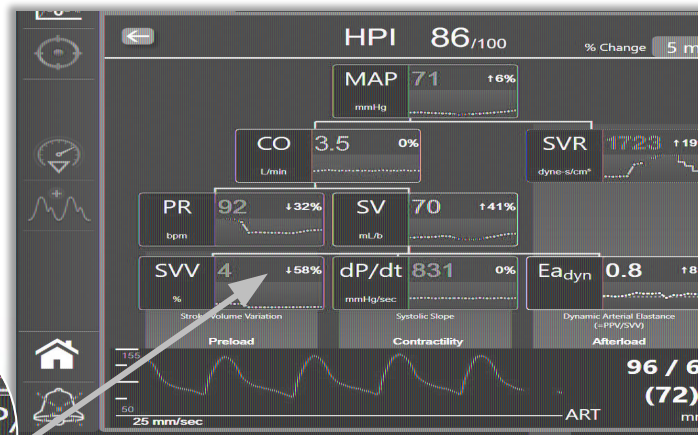 HPI 86/100
% Change 5 m
MAP 71 ↑6%
mmHg
CO 3.5 0%
L/min
SVR 1723 ↑19
dyne-s/cm⁵
PR 92 ↓32%
bpm
SV 70 ↑41%
mL/b
SVV 4 ↓58%
%
dP/dt 831 0%
mmHg/sec
Eadyn 0.8 ↑8
Stroke Volume Variation
Systolic Slope
Dynamic Arterial Elastance
(=PPV/SVV)
Preload
Contractility
Afterload
155
50
25 mm/sec
ART
96 / 6
(72)
m